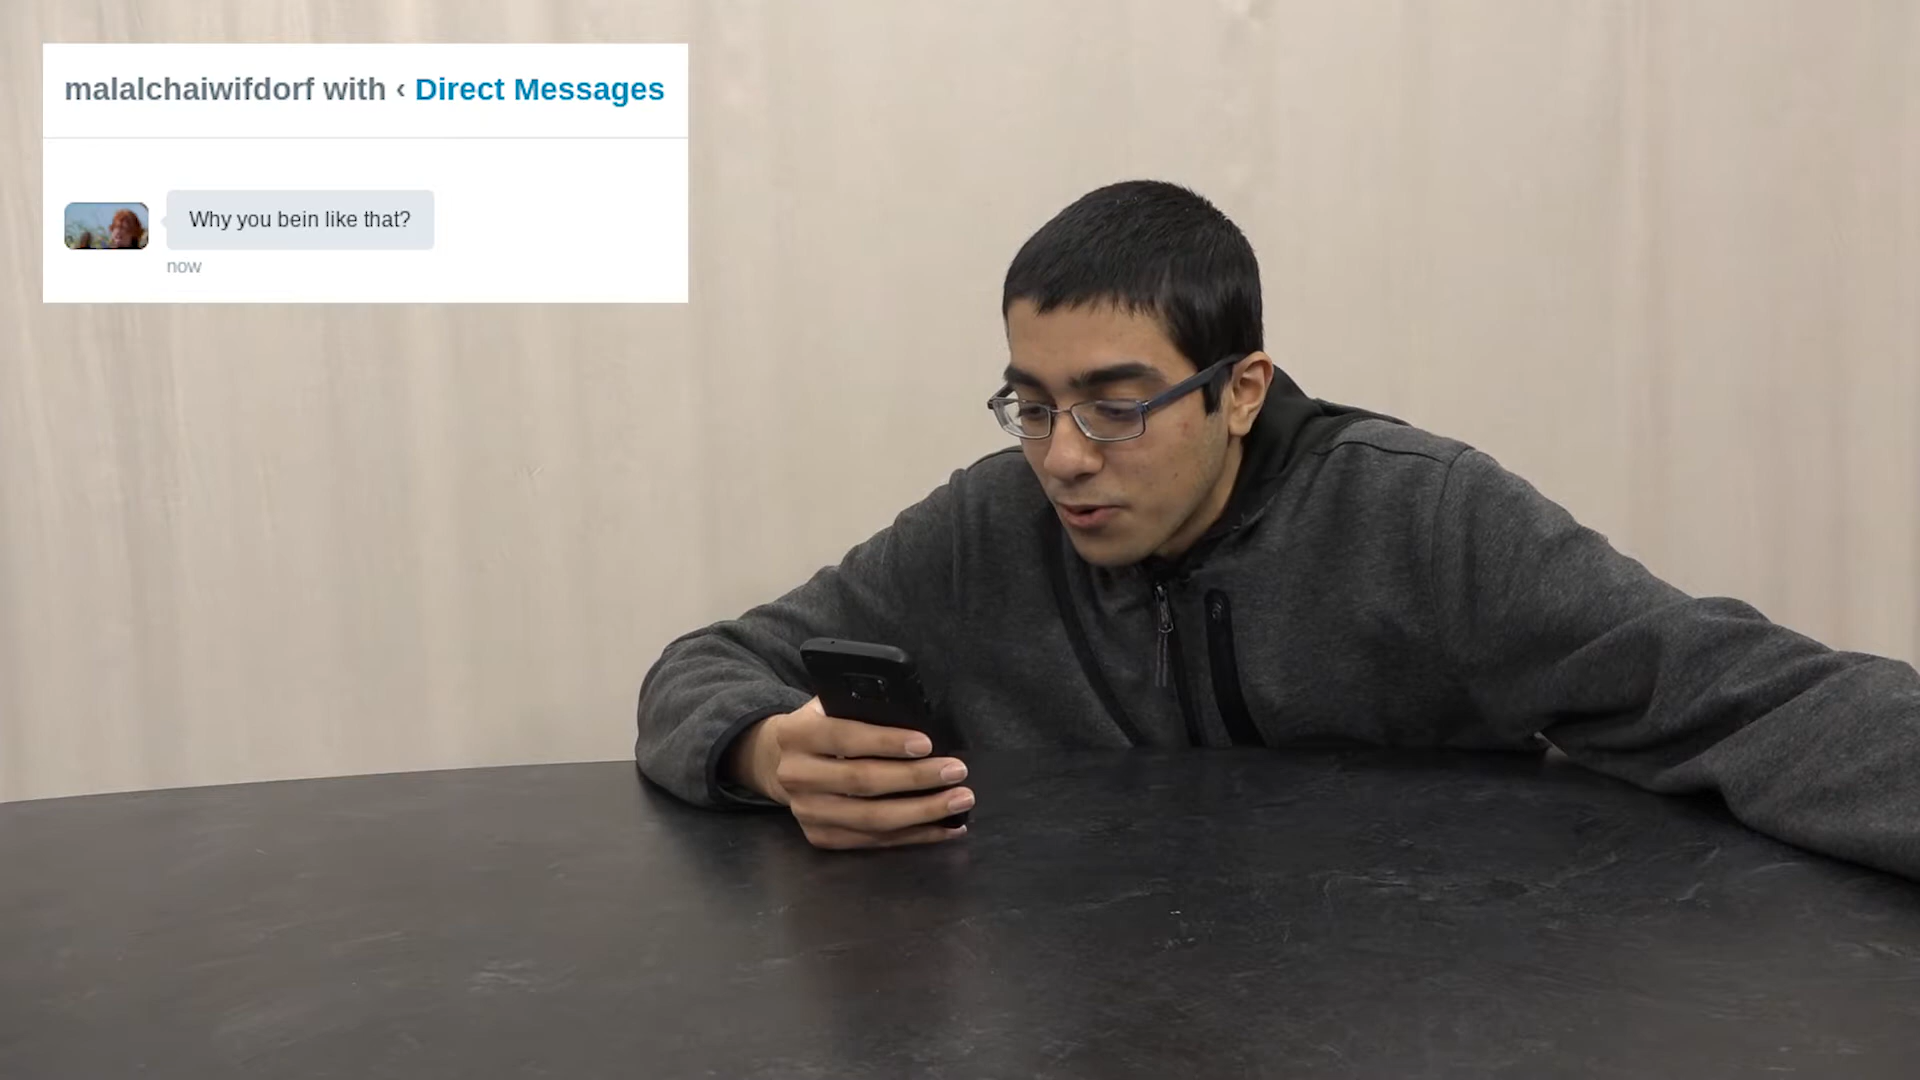 malalchaiwifdorf with ‹ Direct Messages
Why you bein like that?
now